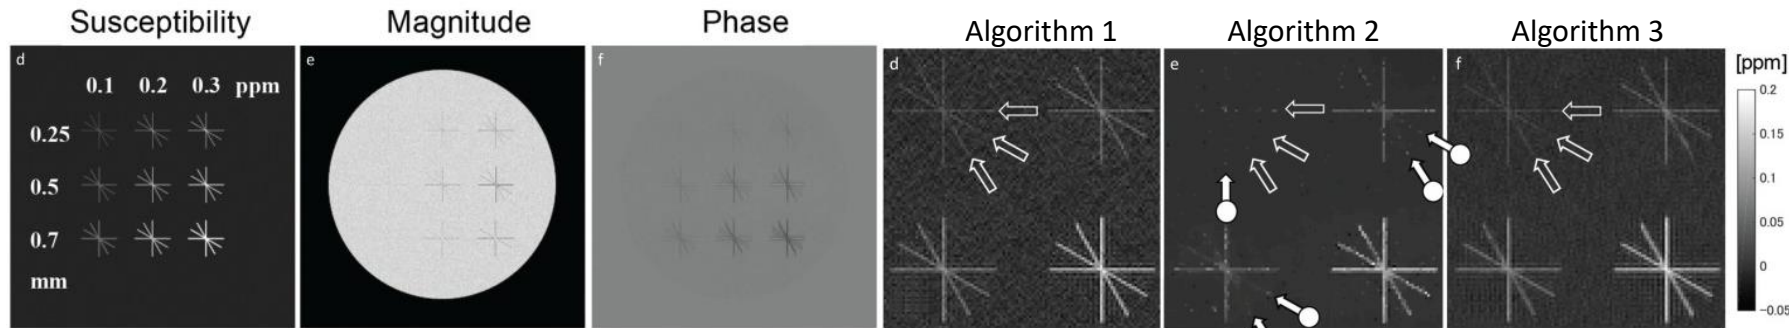 Susceptibility
Magnitude
Phase
Algorithm 1
Algorithm 2
Algorithm 3
d
e
f
d
e
f
[ppm]
0.1 0.2 0.3 ppm
0.25
0.5
0.7
mm
0.2
0.15
0.1
0.05
0
-0.05